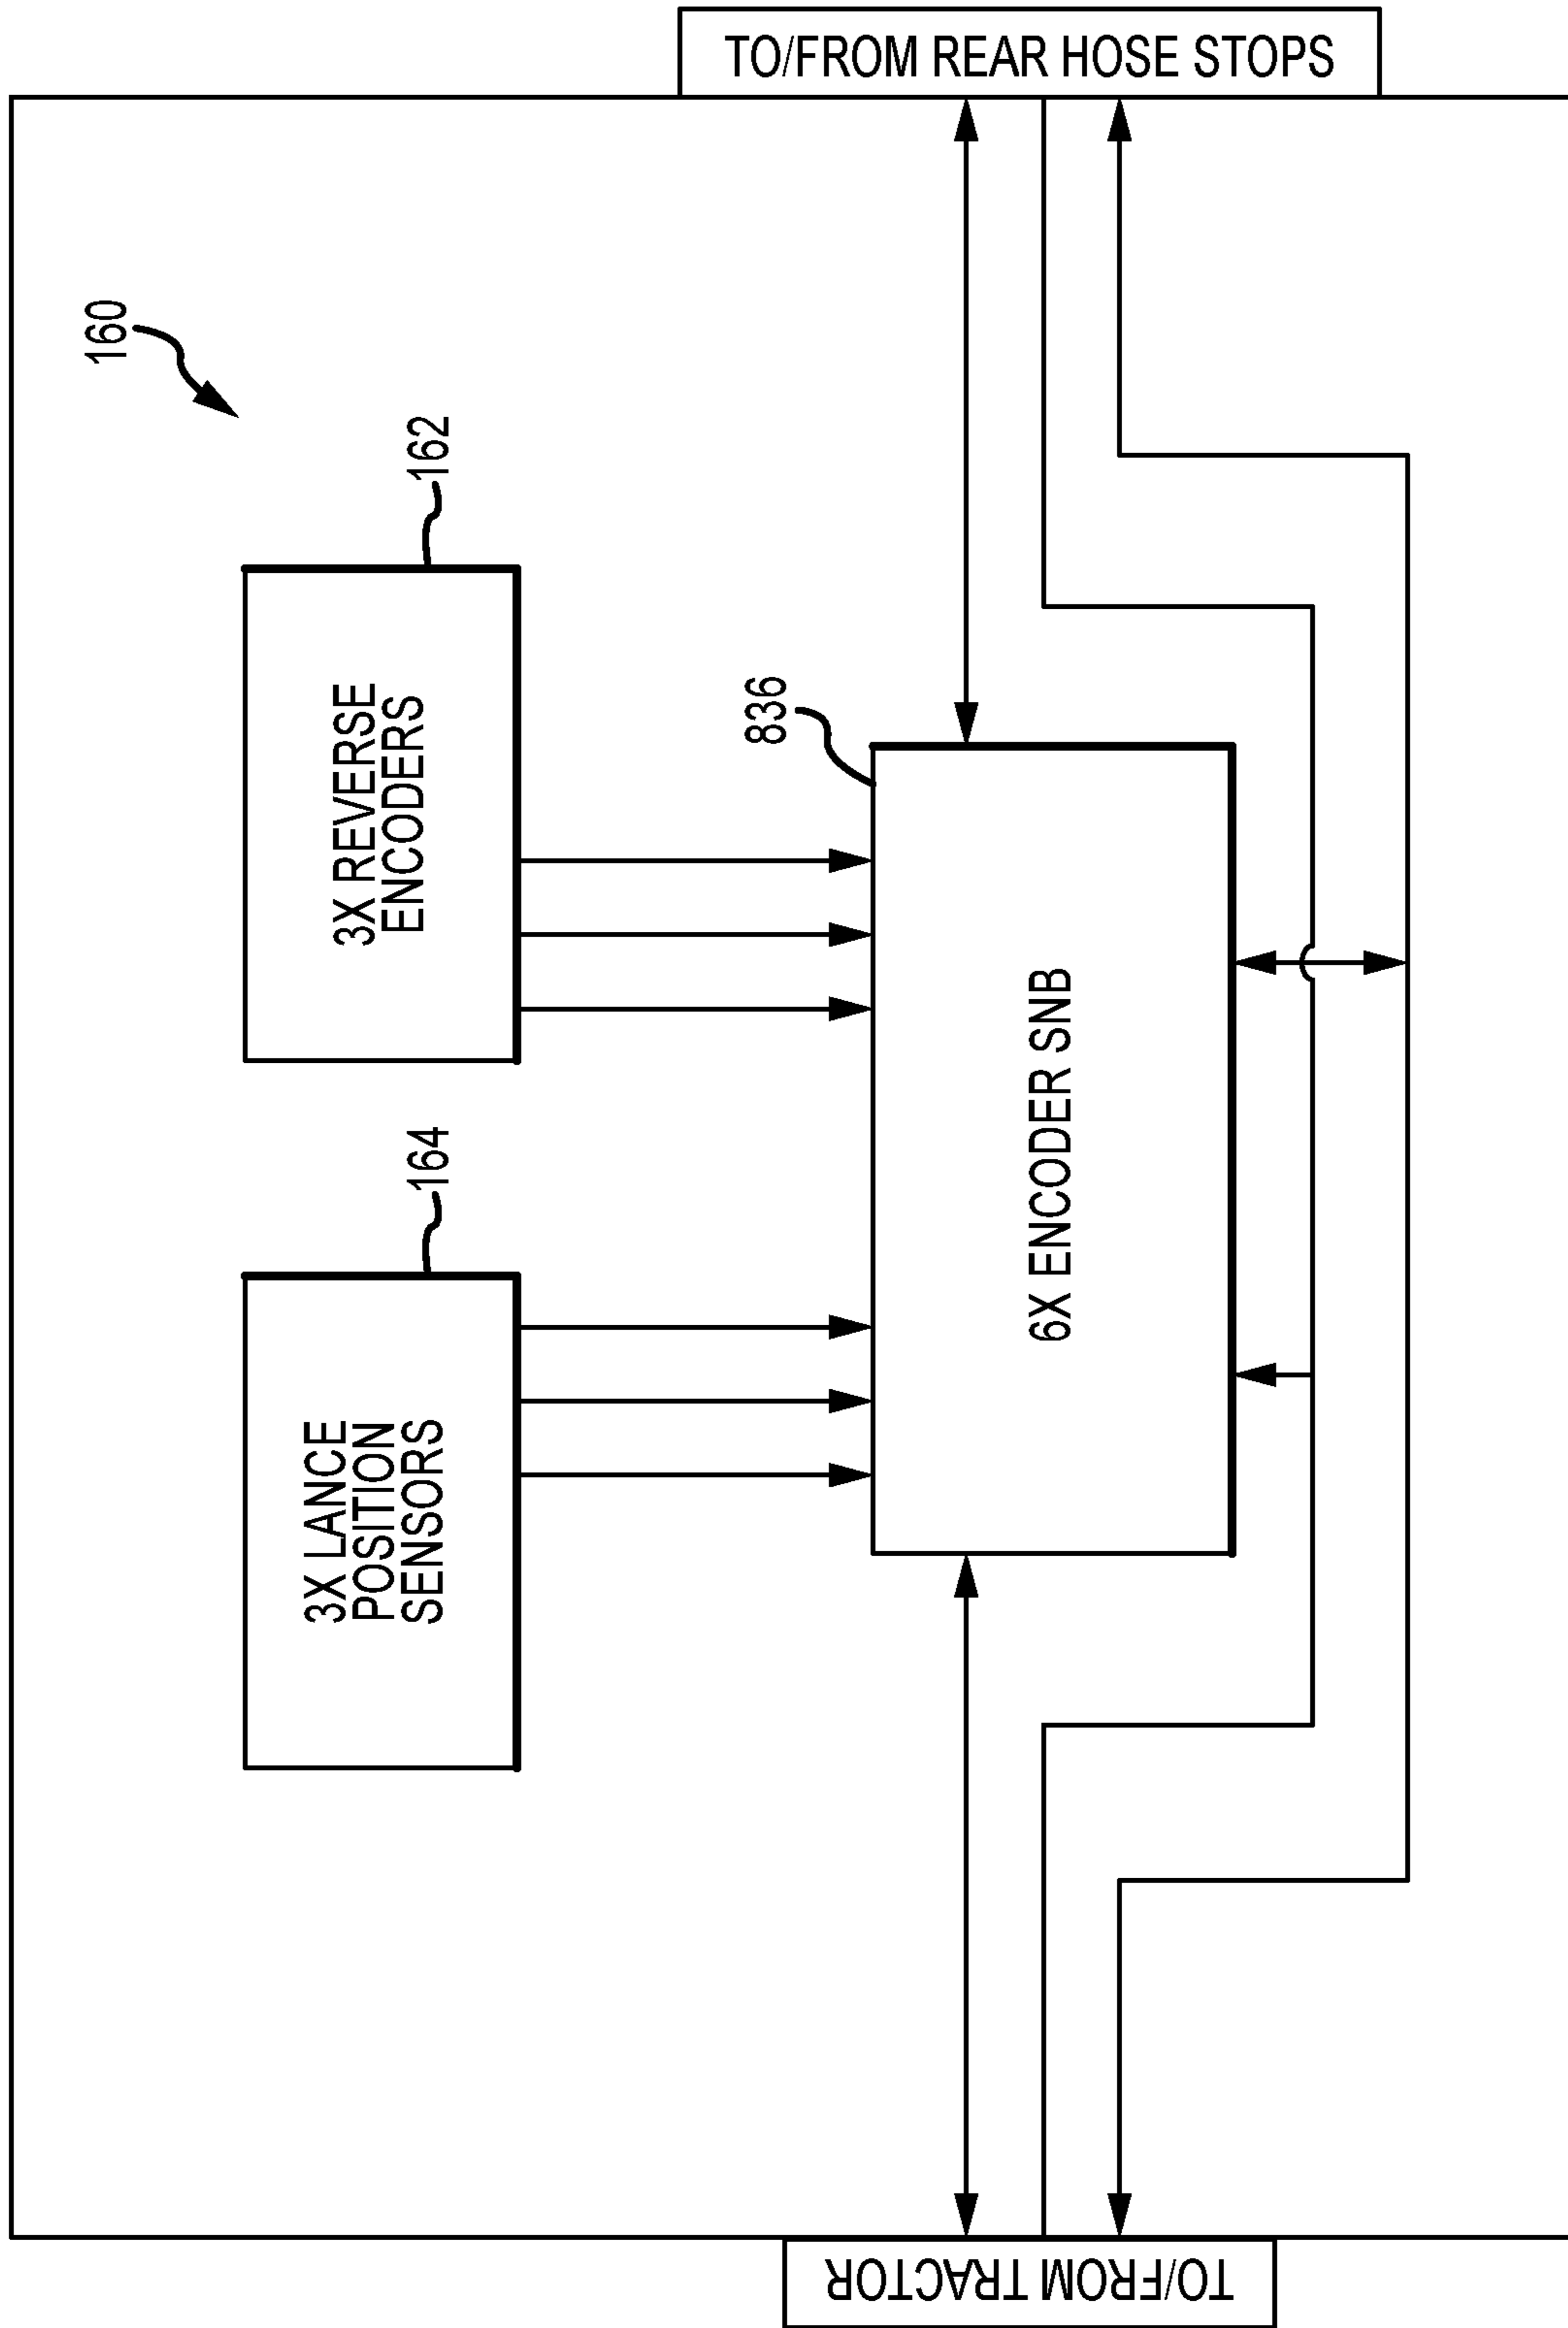 TO/FROM REAR HOSE STOPS
160
162
3X REVERSE
ENCODERS
836
164
3X LANCE
POSITION
SENSORS
6X ENCODER SNB
TO/FROM TRACTOR